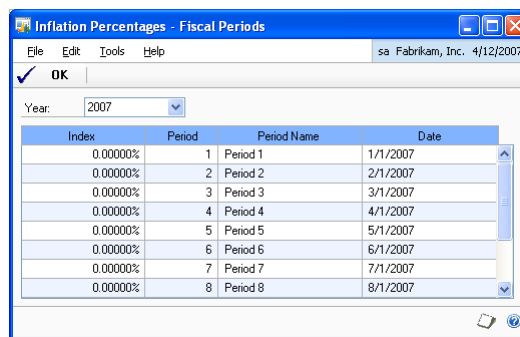 Inflation Percentages - Fiscal Periods
File Edit Tools Help sa Fabrikam, Inc. 4/12/2007
OK
Year: 2007
Index Period Period Name Date
0.00000% 1 Period 1 1/1/2007
0.00000% 2 Period 2 2/1/2007
0.00000% 3 Period 3 3/1/2007
0.00000% 4 Period 4 4/1/2007
0.00000% 5 Period 5 5/1/2007
0.00000% 6 Period 6 6/1/2007
0.00000% 7 Period 7 7/1/2007
0.00000% 8 Period 8 8/1/2007